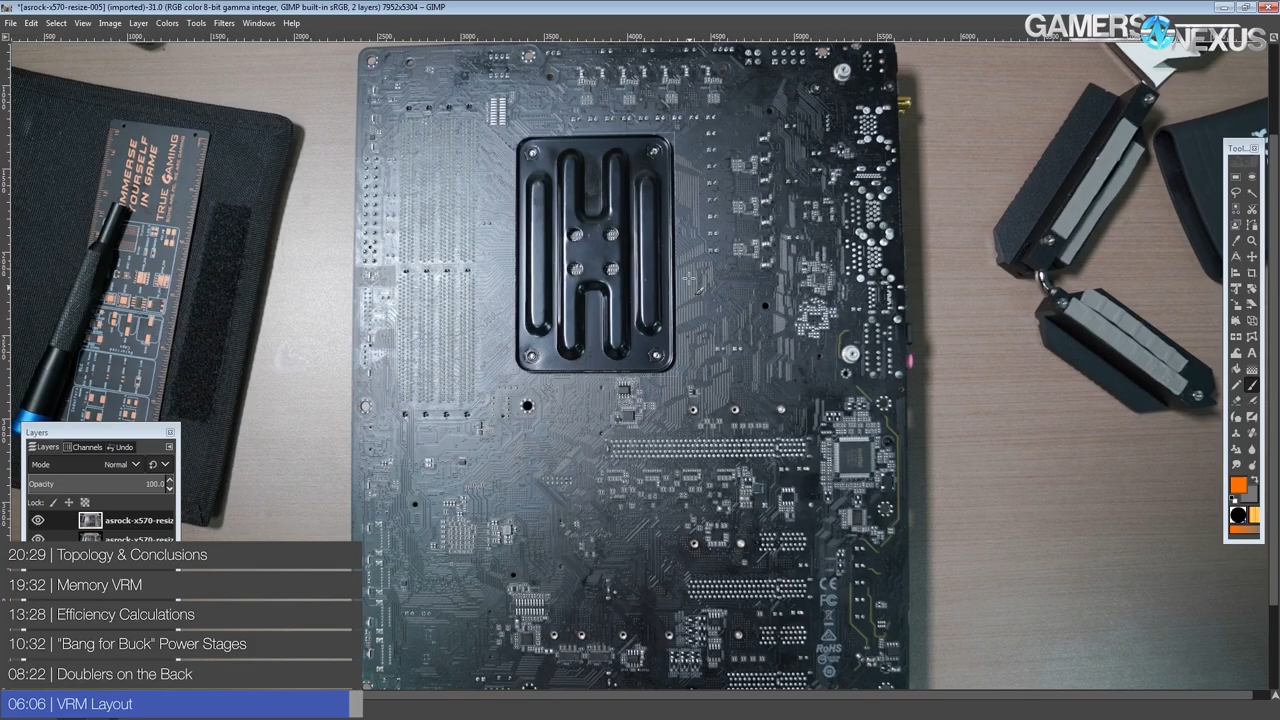 *[asrock-x570-resize-005] (imported)-31.0 (RGB color 8-bit gamma integer, GIMP built-in sRGB, 2 layers) 7952x5304 – GIMP
File Edit Select View Image Layer Colors Tools Filters Windows Help
GAMERS NEXUS
IMMERSE
YOURSELF
IN GAME
TRUE GAMING
Tool...
Layers
Layers Channels Undo
Mode Normal
Opacity 100.0
Lock:
asrock-x570-resiz
asrock-x570-resiz
20:29 | Topology & Conclusions
19:32 | Memory VRM
13:28 | Efficiency Calculations
10:32 | "Bang for Buck" Power Stages
08:22 | Doublers on the Back
06:06 | VRM Layout
CE
FC
RoHS